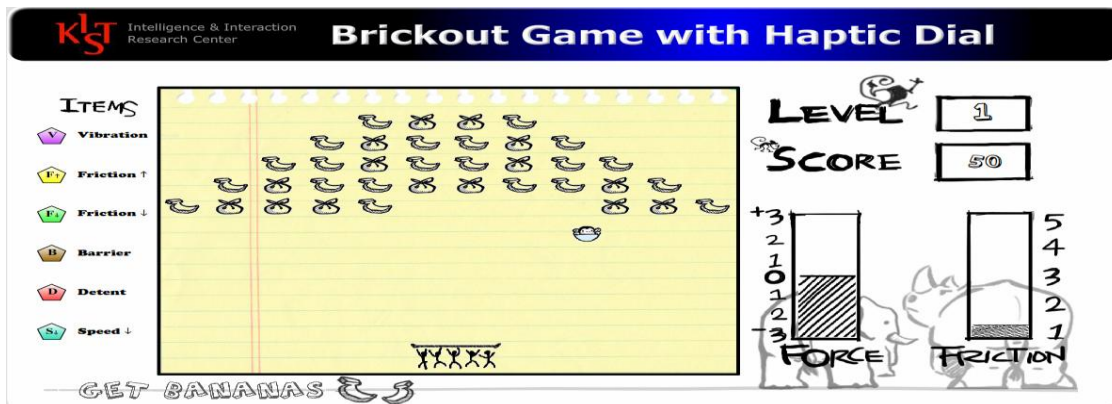 KIST Intelligence & Interaction
Research Center
Brickout Game with Haptic Dial
ITEMS
V Vibration
F↑ Friction ↑
F↓ Friction ↓
B Barrier
D Detent
S↓ Speed ↓
LEVEL 1
SCORE 50
+3
2
1
0
1
2
-3
FORCE
5
4
3
2
1
FRICTION
GET BANANAS